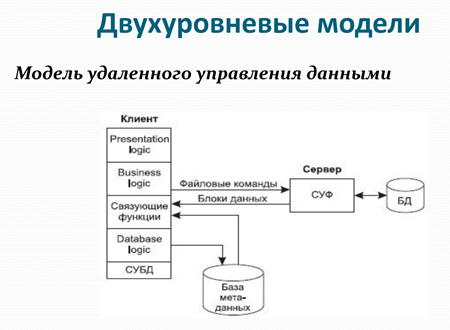 Двухуровневые модели
Модель удаленного управления данными
Клиент
Presentation
logic
Business
logic
Связующие
функции
Database
logic
СУБД
Файловые команды
Блоки данных
Сервер
СУФ
БД
База
мета-
данных